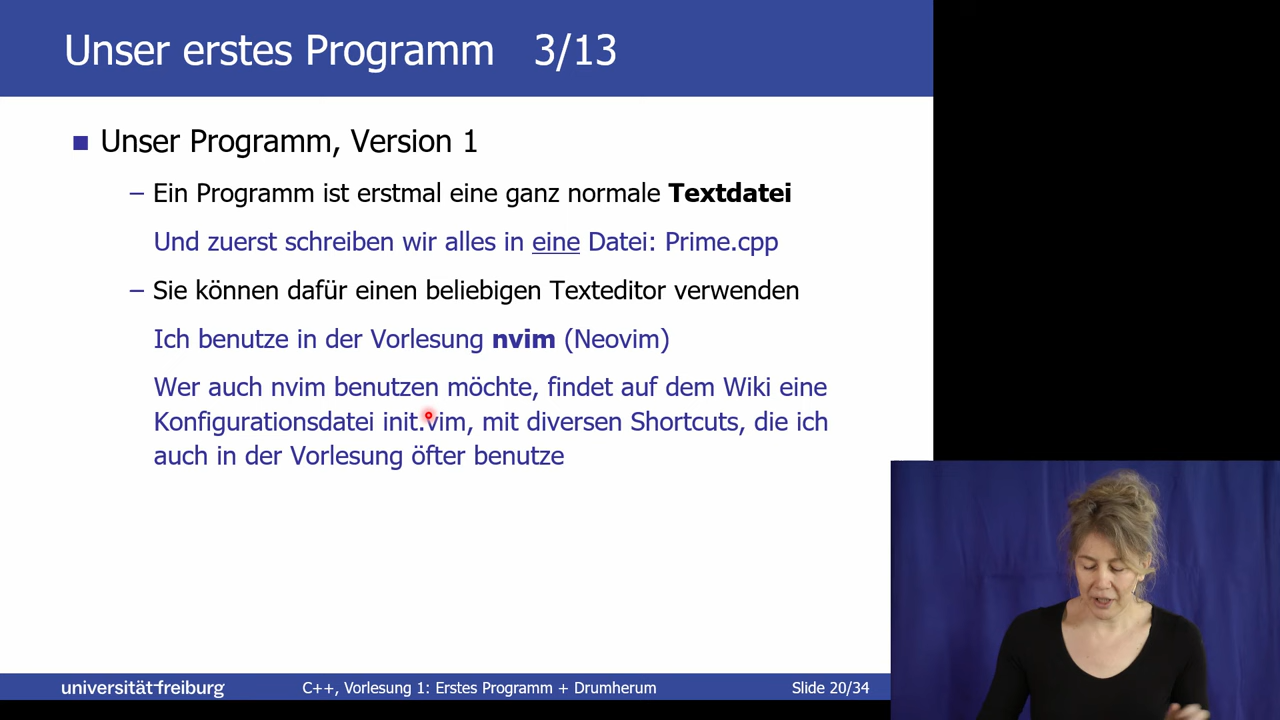 Unser erstes Programm 3/13
Unser Programm, Version 1
– Ein Programm ist erstmal eine ganz normale Textdatei
Und zuerst schreiben wir alles in eine Datei: Prime.cpp
– Sie können dafür einen beliebigen Texteditor verwenden
Ich benutze in der Vorlesung nvim (Neovim)
Wer auch nvim benutzen möchte, findet auf dem Wiki eine
Konfigurationsdatei init.vim, mit diversen Shortcuts, die ich
auch in der Vorlesung öfter benutze
universität freiburg
C++, Vorlesung 1: Erstes Programm + Drumherum
Slide 20/34